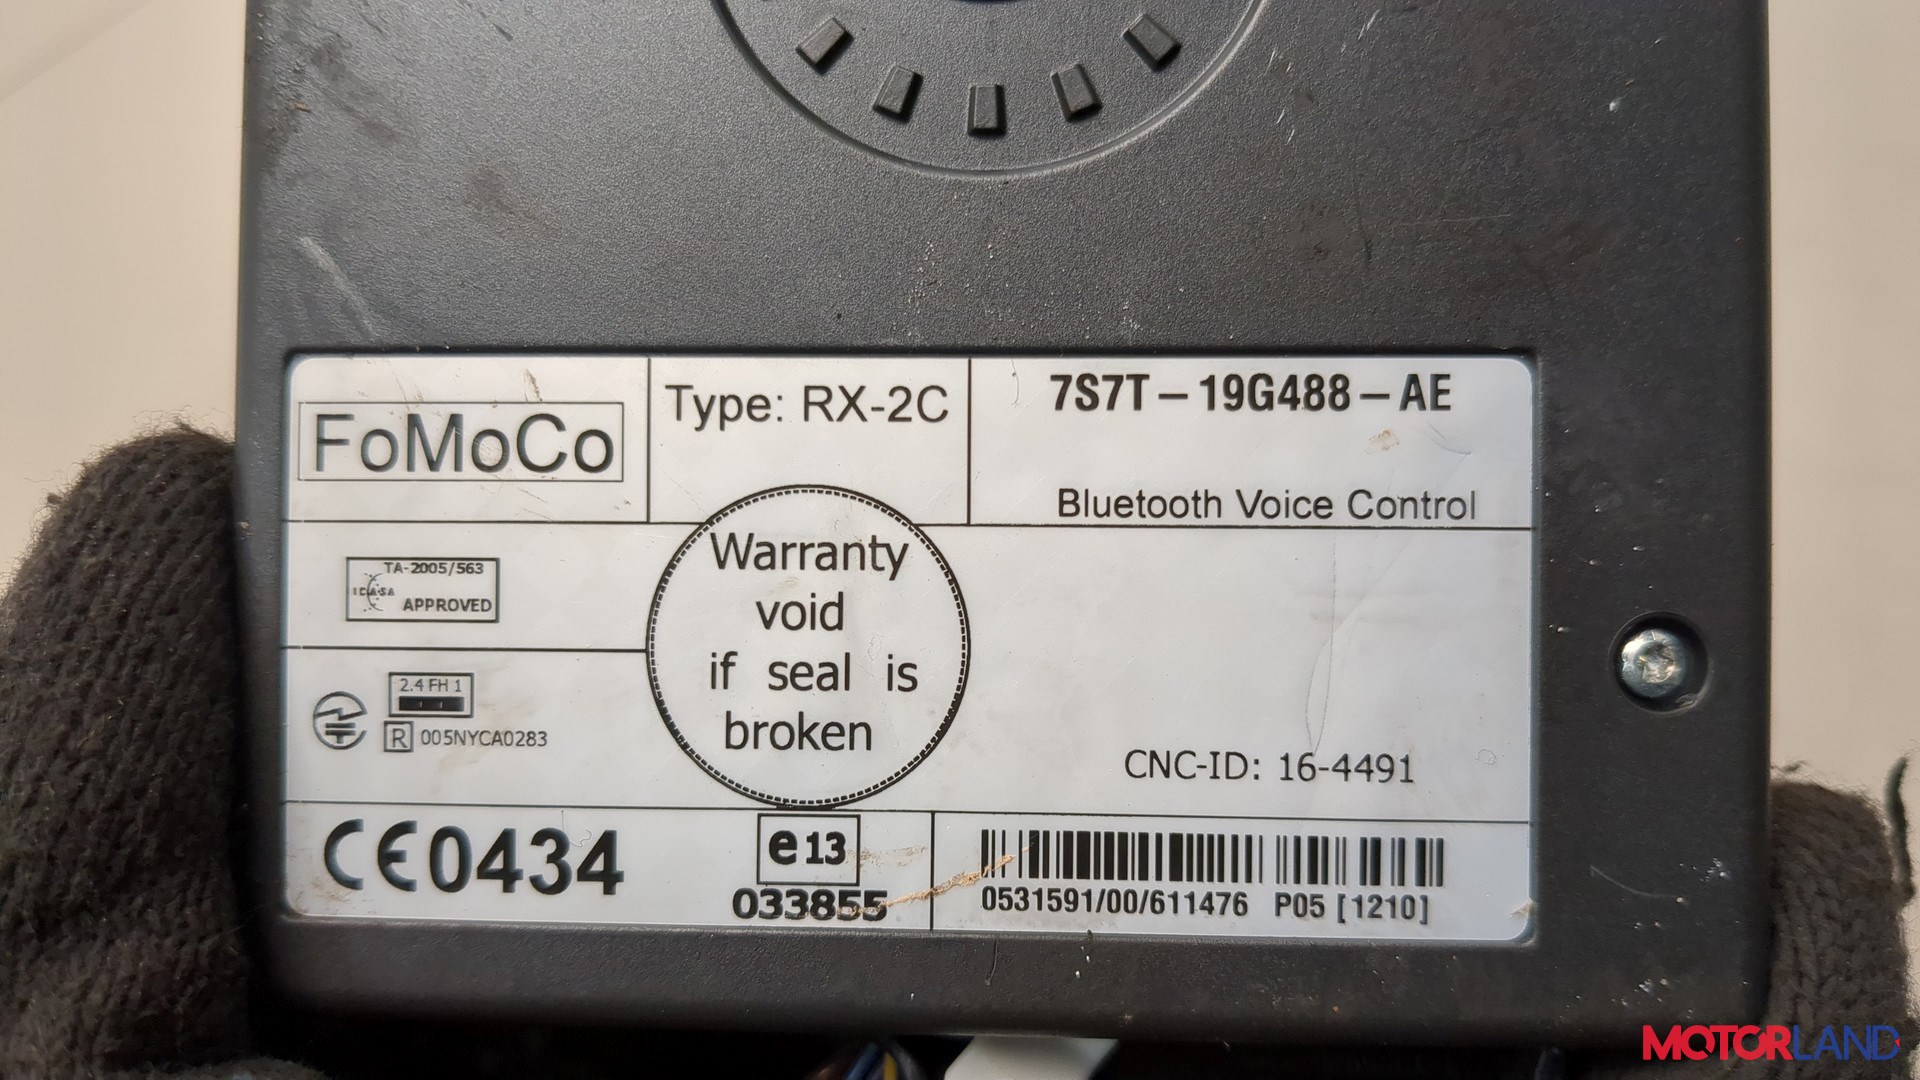 FoMoCo
Type: RX-2C
7S7T-19G488-AE
Bluetooth Voice Control
TA-2005/563
ICASA
APPROVED
Warranty
void
if seal is
broken
2.4 FH 1
R 005NYCA0283
CNC-ID: 16-4491
CE0434
e13
033855
0531591/00/611476 P05 [1210]
MOTORLAND